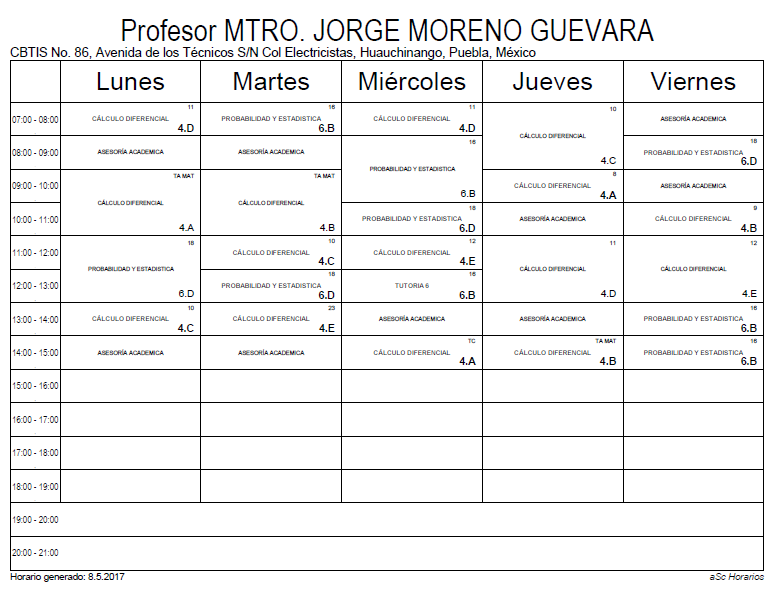 Profesor MTRO. JORGE MORENO GUEVARA
CBTIS No. 86, Avenida de los Técnicos S/N Col Electricistas, Huauchinango, Puebla, México
Lunes Martes Miércoles Jueves Viernes
07:00 - 08:00
11
CÁLCULO DIFERENCIAL
4.D
16
PROBABILIDAD Y ESTADISTICA
6.B
11
CÁLCULO DIFERENCIAL
4.D
10
CÁLCULO DIFERENCIAL
4.C
ASESORÍA ACADEMICA
08:00 - 09:00
ASESORÍA ACADEMICA
ASESORÍA ACADEMICA
16
PROBABILIDAD Y ESTADISTICA
6.B
18
PROBABILIDAD Y ESTADISTICA
6.D
09:00 - 10:00
TA MAT
CÁLCULO DIFERENCIAL
4.A
TA MAT
CÁLCULO DIFERENCIAL
4.B
8
CÁLCULO DIFERENCIAL
4.A
ASESORÍA ACADEMICA
10:00 - 11:00
18
PROBABILIDAD Y ESTADISTICA
6.D
ASESORÍA ACADEMICA
9
CÁLCULO DIFERENCIAL
4.B
11:00 - 12:00
18
PROBABILIDAD Y ESTADISTICA
6.D
10
CÁLCULO DIFERENCIAL
4.C
12
CÁLCULO DIFERENCIAL
4.E
11
CÁLCULO DIFERENCIAL
4.D
12
CÁLCULO DIFERENCIAL
4.E
12:00 - 13:00
18
PROBABILIDAD Y ESTADISTICA
6.D
16
TUTORIA 6
6.B
13:00 - 14:00
10
CÁLCULO DIFERENCIAL
4.C
23
CÁLCULO DIFERENCIAL
4.E
ASESORÍA ACADEMICA
ASESORÍA ACADEMICA
16
PROBABILIDAD Y ESTADISTICA
6.B
14:00 - 15:00
ASESORÍA ACADEMICA
ASESORÍA ACADEMICA
TC
CÁLCULO DIFERENCIAL
4.A
TA MAT
CÁLCULO DIFERENCIAL
4.B
16
PROBABILIDAD Y ESTADISTICA
6.B
15:00 - 16:00
16:00 - 17:00
17:00 - 18:00
18:00 - 19:00
19:00 - 20:00
20:00 - 21:00
Horario generado: 8.5.2017
aSc Horarios